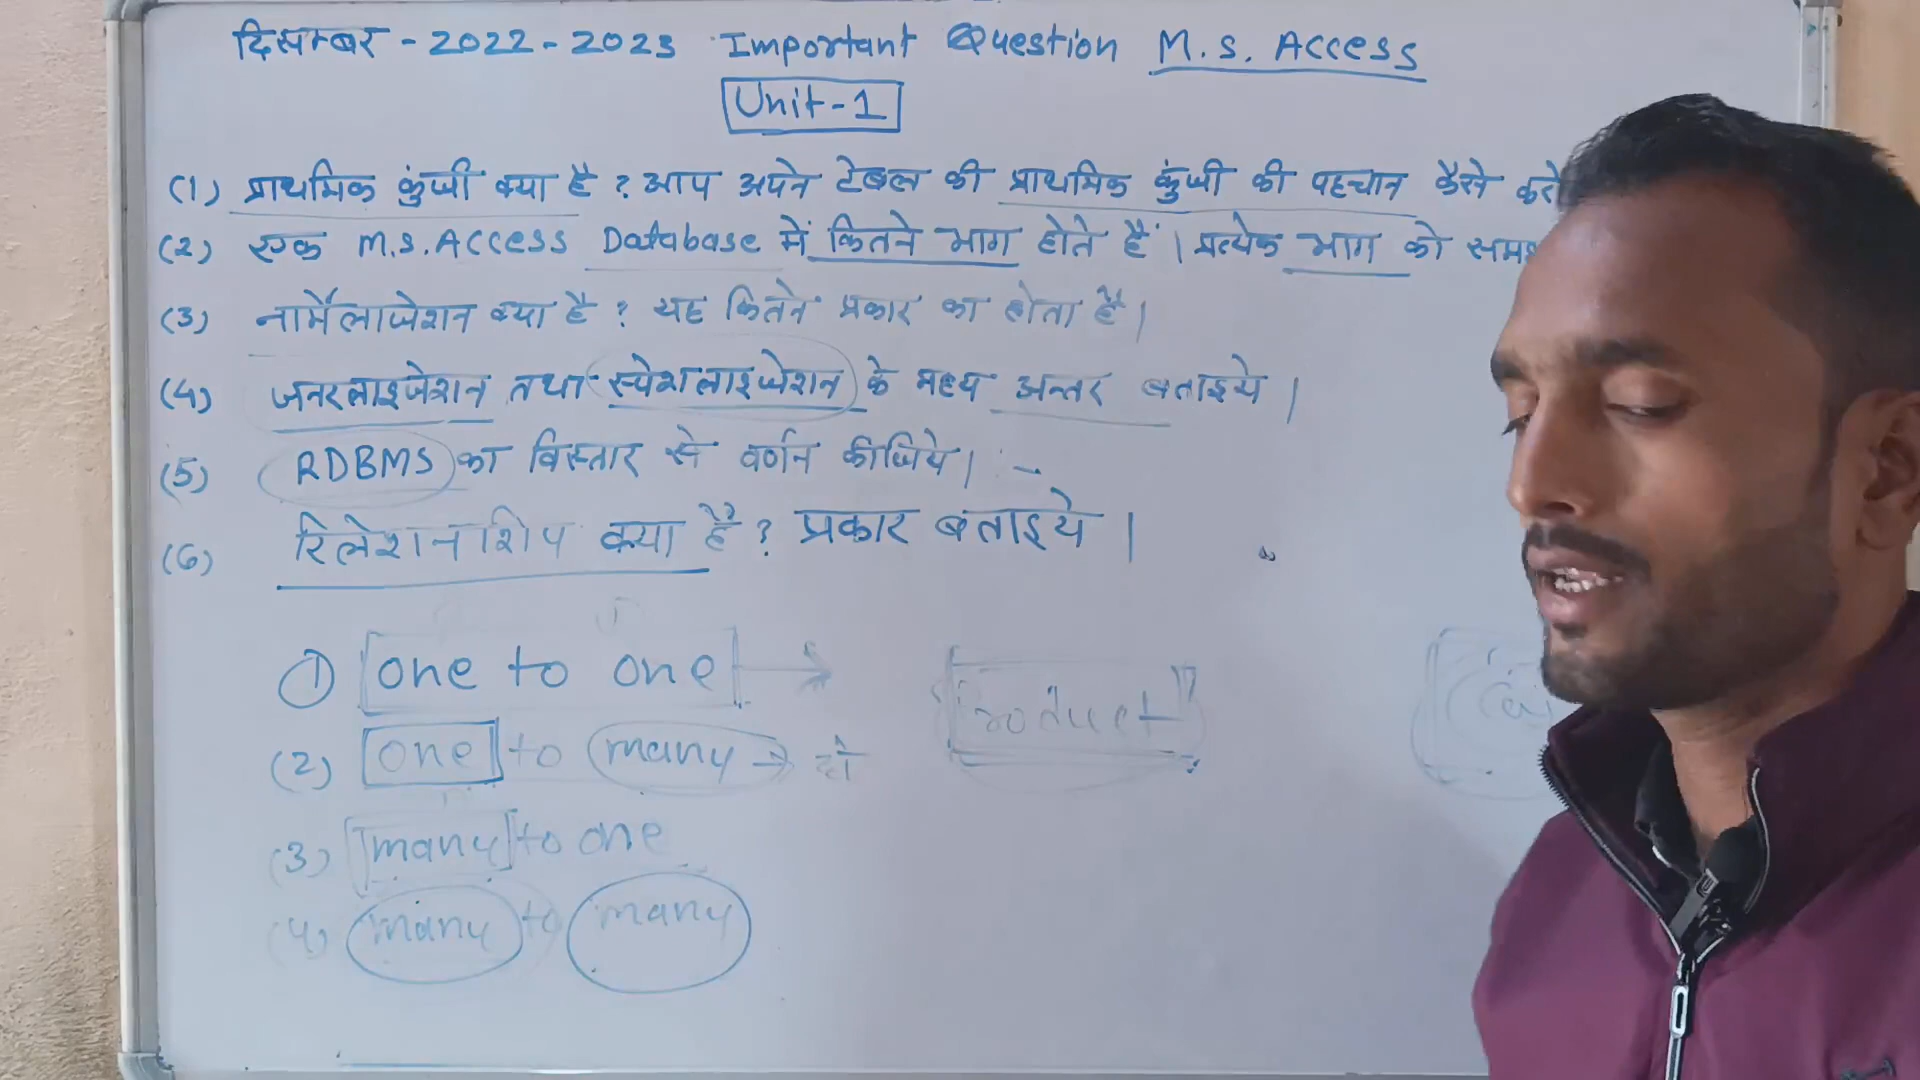 दिसम्बर - 2022-2023 Important Question M.S. Access
Unit-1
(1) प्राथमिक कुंजी क्या है ? आप अपने टेबल की प्राथमिक कुंजी की पहचान कैसे
(2) एक M.S. Access Database में कितने भाग होते हैं । प्रत्येक भाग को
(3) नार्मेलाजेशन क्या है ? यह कितने प्रकार का होता है।
(4) जनरलाइजेशन तथा स्पेशलाइजेशन के मध्य अन्तर बताइये ।
(5) RDBMS का विस्तार से वर्णन कीजिये।
(6) रिलेशनशिप क्या है ? प्रकार बताइये ।
① one to one →
(2) one to many →
(3) many to one
(4) many to many
Product